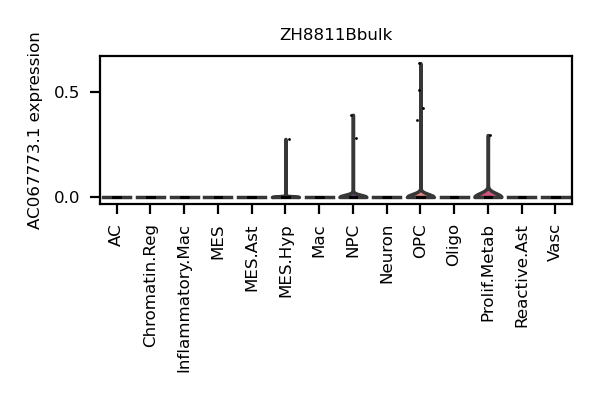 ZH8811Bbulk
AC067773.1 expression
0.5
0.0
AC
Chromatin.Reg
Inflammatory.Mac
MES
MES.Ast
MES.Hyp
Mac
NPC
Neuron
OPC
Oligo
Prolif.Metab
Reactive.Ast
Vasc